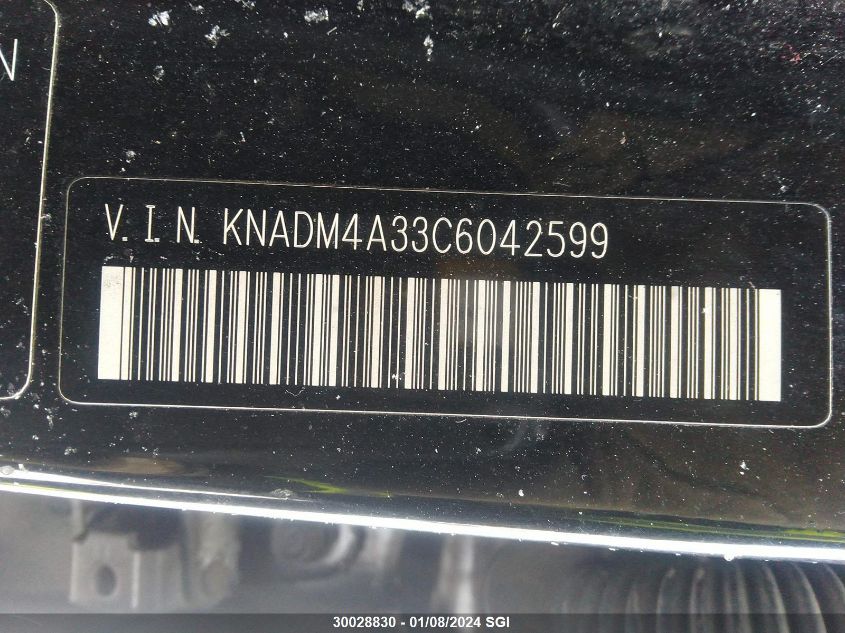 N
V. I. N. KNADM4A33C6042599
30028830 - 01/08/2024 SGI